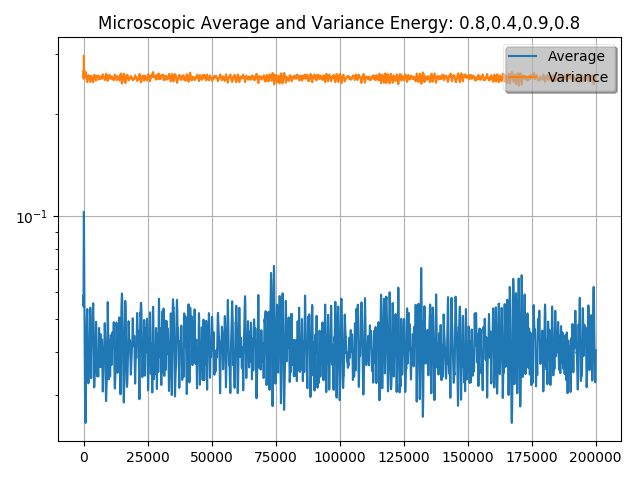 Microscopic Average and Variance Energy: 0.8,0.4,0.9,0.8
Average
Variance
10⁻¹
0 25000 50000 75000 100000 125000 150000 175000 200000